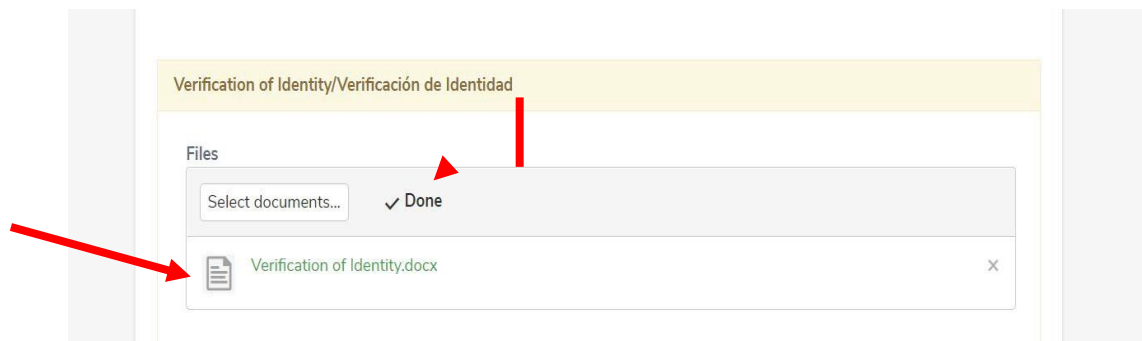 Verification of Identity/Verificación de Identidad
Files
Select documents... Done
Verification of Identity.docx